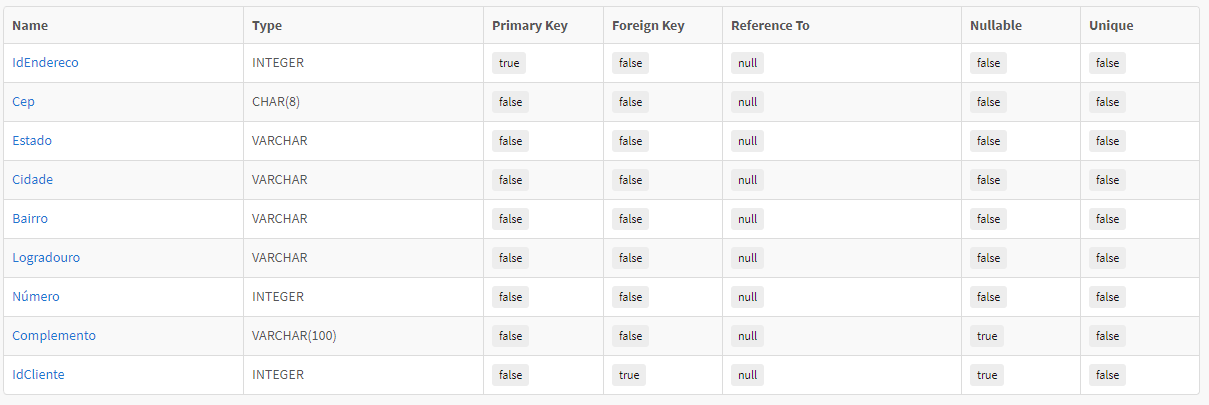 Name Type Primary Key Foreign Key Reference To Nullable Unique
IdEndereco INTEGER true false null false false
Cep CHAR(8) false false null false false
Estado VARCHAR false false null false false
Cidade VARCHAR false false null false false
Bairro VARCHAR false false null false false
Logradouro VARCHAR false false null false false
Número INTEGER false false null false false
Complemento VARCHAR(100) false false null true false
IdCliente INTEGER false true null true false